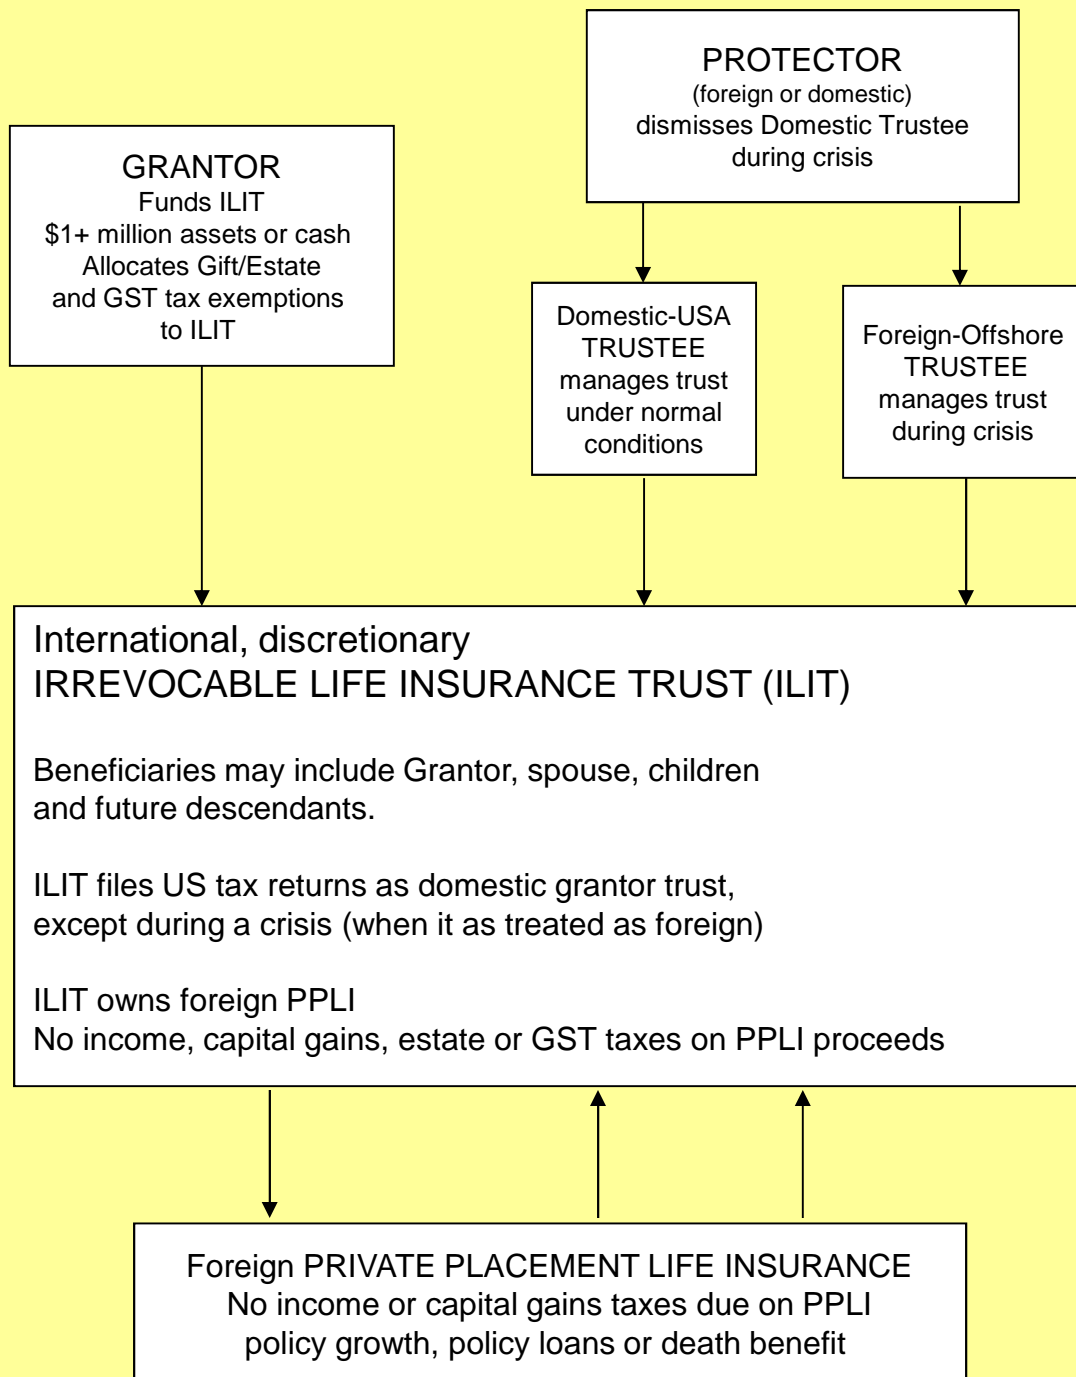 PROTECTOR
(foreign or domestic)
dismisses Domestic Trustee
during crisis
GRANTOR
Funds ILIT
$1+ million assets or cash
Allocates Gift/Estate
and GST tax exemptions
to ILIT
Domestic-USA
TRUSTEE
manages trust
under normal
conditions
Foreign-Offshore
TRUSTEE
manages trust
during crisis
International, discretionary
IRREVOCABLE LIFE INSURANCE TRUST (ILIT)
Beneficiaries may include Grantor, spouse, children
and future descendants.
ILIT files US tax returns as domestic grantor trust,
except during a crisis (when it as treated as foreign)
ILIT owns foreign PPLI
No income, capital gains, estate or GST taxes on PPLI proceeds
Foreign PRIVATE PLACEMENT LIFE INSURANCE
No income or capital gains taxes due on PPLI
policy growth, policy loans or death benefit